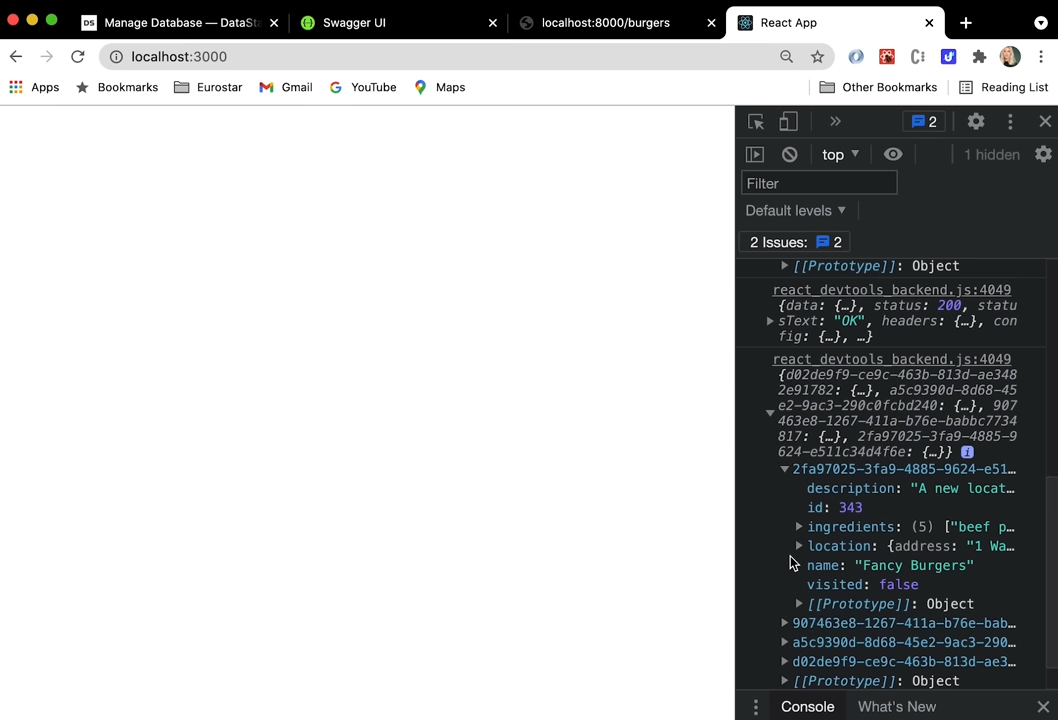 DS Manage Database — DataSta
Swagger UI
localhost:8000/burgers
React App
localhost:3000
Apps Bookmarks Eurostar Gmail YouTube Maps Other Bookmarks Reading List
2
top 1 hidden
Filter
Default levels
2 Issues: 2
[[Prototype]]: Object
react_devtools_backend.js:4049
{data: {…}, status: 200, statu
sText: "OK", headers: {…}, con
fig: {…}, …}
react_devtools_backend.js:4049
{d02de9f9-ce9c-463b-813d-ae348
2e91782: {…}, a5c9390d-8d68-45
e2-9ac3-290c0fcbd240: {…}, 907
463e8-1267-411a-b76e-babbc7734
817: {…}, 2fa97025-3fa9-4885-9
624-e511c34d4f6e: {…}} i
2fa97025-3fa9-4885-9624-e51…
description: "A new locat…
id: 343
ingredients: (5) ["beef p…
location: {address: "1 Wa…
name: "Fancy Burgers"
visited: false
[[Prototype]]: Object
907463e8-1267-411a-b76e-bab…
a5c9390d-8d68-45e2-9ac3-290…
d02de9f9-ce9c-463b-813d-ae3…
[[Prototype]]: Object
Console What's New